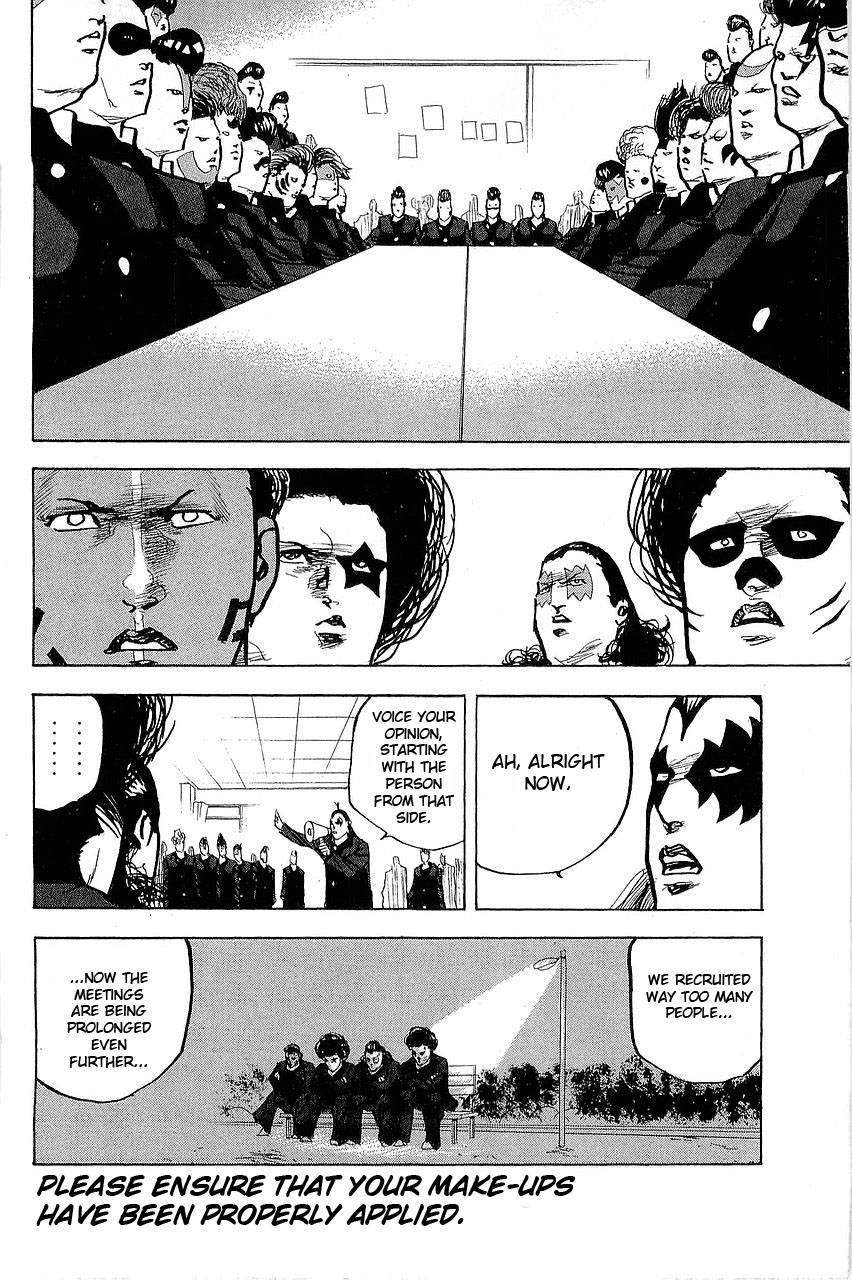 AH, ALRIGHT
NOW.
VOICE YOUR
OPINION,
STARTING
WITH THE
PERSON
FROM THAT
SIDE.
WE RECRUITED
WAY TOO MANY
PEOPLE...
...NOW THE
MEETINGS
ARE BEING
PROLONGED
EVEN
FURTHER...
PLEASE ENSURE THAT YOUR MAKE-UPS
HAVE BEEN PROPERLY APPLIED.